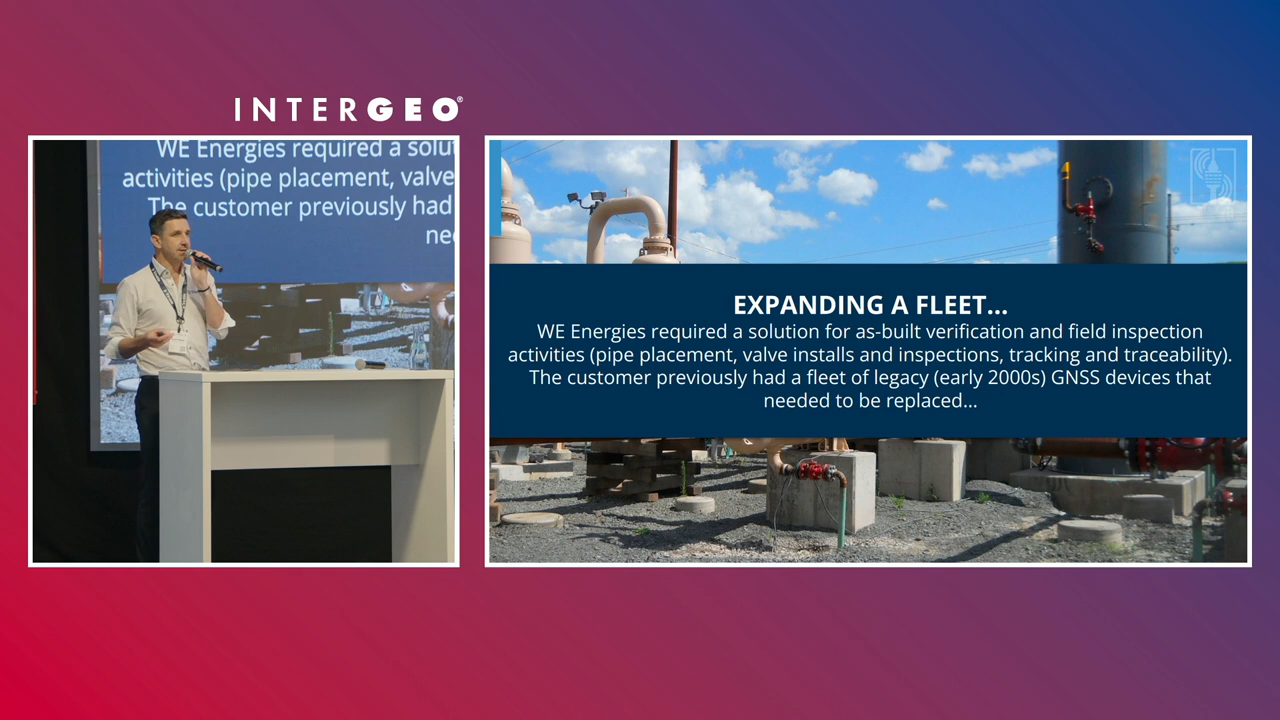 INTERGEO®
WE Energies required a solut
activities (pipe placement, valve
The customer previously had
nee
EXPANDING A FLEET...
WE Energies required a solution for as-built verification and field inspection
activities (pipe placement, valve installs and inspections, tracking and traceability).
The customer previously had a fleet of legacy (early 2000s) GNSS devices that
needed to be replaced...